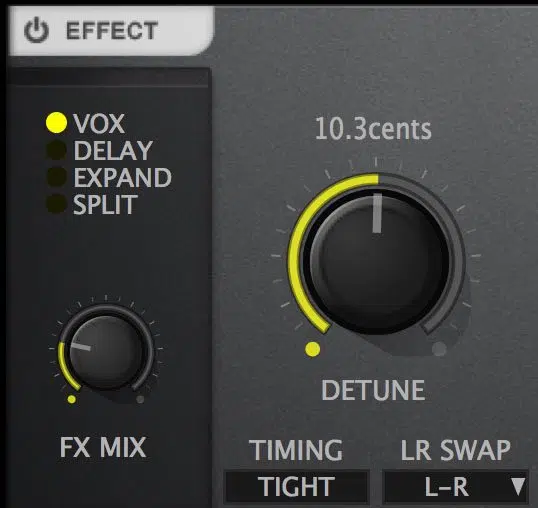 EFFECT
VOX
DELAY
EXPAND
SPLIT
FX MIX
10.3cents
DETUNE
TIMING
LR SWAP
TIGHT
L-R